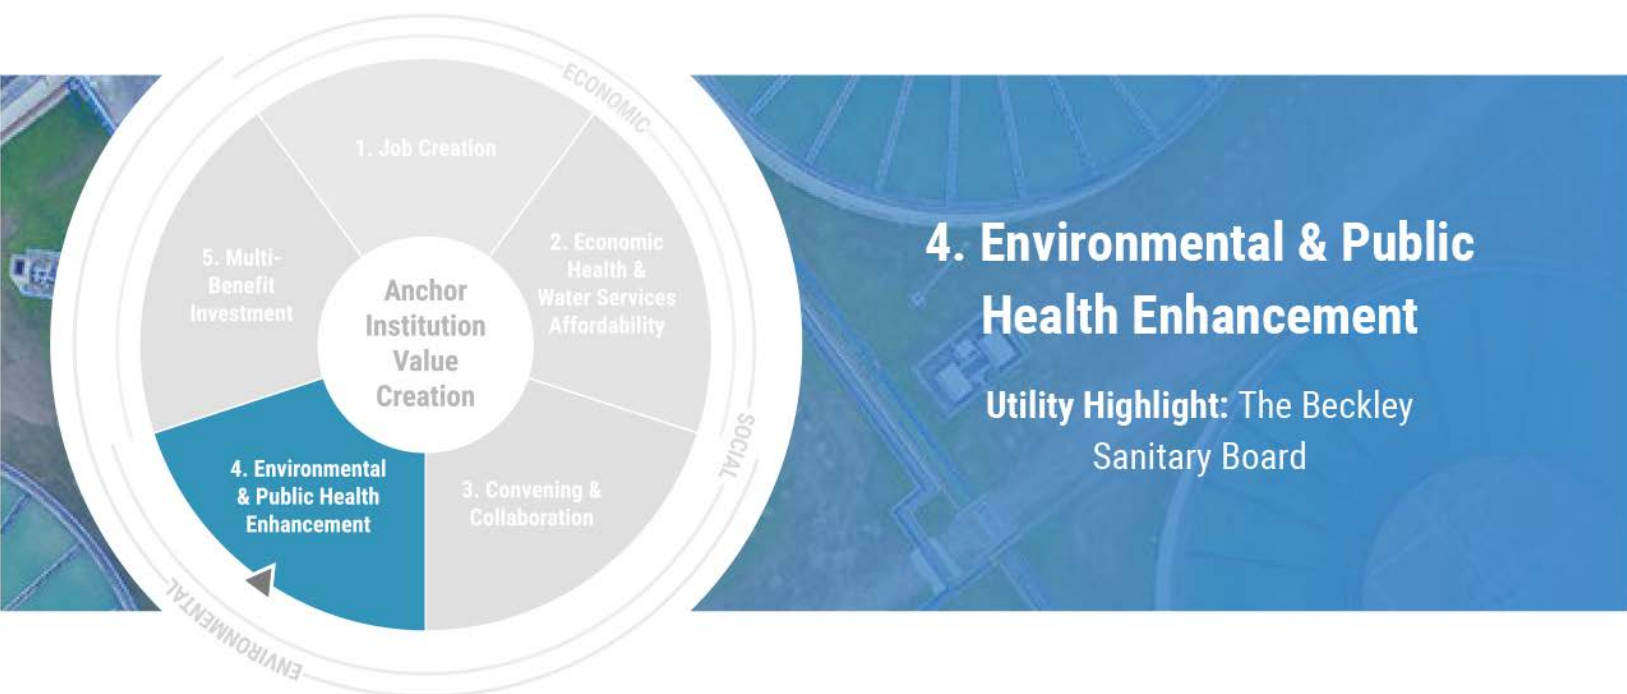 ECONOMIC
1. Job Creation
2. Economic
Health &
Water Services
Affordability
5. Multi-
Benefit
Investment
Anchor
Institution
Value
Creation
4. Environmental
& Public Health
Enhancement
3. Convening &
Collaboration
SOCIAL
ENVIRONMENTAL
4. Environmental & Public
Health Enhancement
Utility Highlight: The Beckley
Sanitary Board